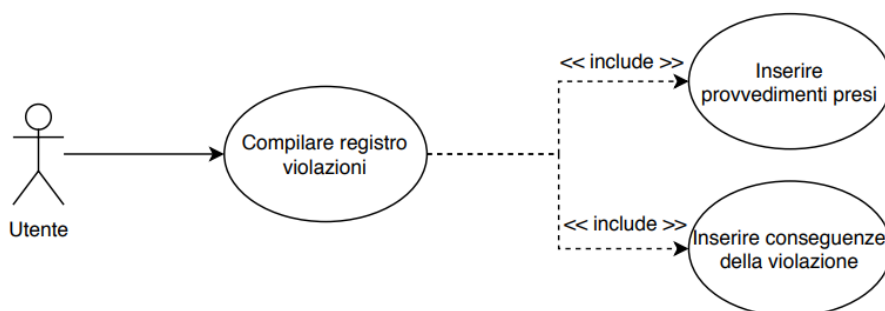 << include >>
Inserire
provvedimenti presi
Compilare registro
violazioni
Utente
<< include >>
Inserire conseguenze
della violazione